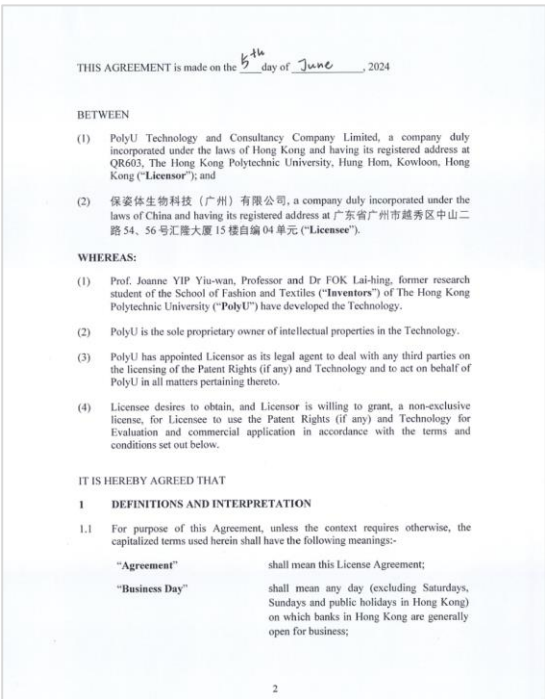 THIS AGREEMENT is made on the 5th day of June, 2024
BETWEEN
(1) PolyU Technology and Consultancy Company Limited, a company duly
incorporated under the laws of Hong Kong and having its registered address at
QR603, The Hong Kong Polytechnic University, Hung Hom, Kowloon, Hong
Kong ("Licensor"); and
(2) 保姿体生物科技（广州）有限公司, a company duly incorporated under the
laws of China and having its registered address at 广东省广州市越秀区中山二
路 54、56 号汇隆大厦 15 楼自编 04 单元 ("Licensee").
WHEREAS:
(1) Prof. Joanne YIP Yiu-wan, Professor and Dr FOK Lai-hing, former research
student of the School of Fashion and Textiles ("Inventors") of The Hong Kong
Polytechnic University ("PolyU") have developed the Technology.
(2) PolyU is the sole proprietary owner of intellectual properties in the Technology.
(3) PolyU has appointed Licensor as its legal agent to deal with any third parties on
the licensing of the Patent Rights (if any) and Technology and to act on behalf of
PolyU in all matters pertaining thereto.
(4) Licensee desires to obtain, and Licensor is willing to grant, a non-exclusive
license, for Licensee to use the Patent Rights (if any) and Technology for
Evaluation and commercial application in accordance with the terms and
conditions set out below.
IT IS HEREBY AGREED THAT
1 DEFINITIONS AND INTERPRETATION
1.1 For purpose of this Agreement, unless the context requires otherwise, the
capitalized terms used herein shall have the following meanings:-
"Agreement" shall mean this License Agreement;
"Business Day" shall mean any day (excluding Saturdays,
Sundays and public holidays in Hong Kong)
on which banks in Hong Kong are generally
open for business;
2